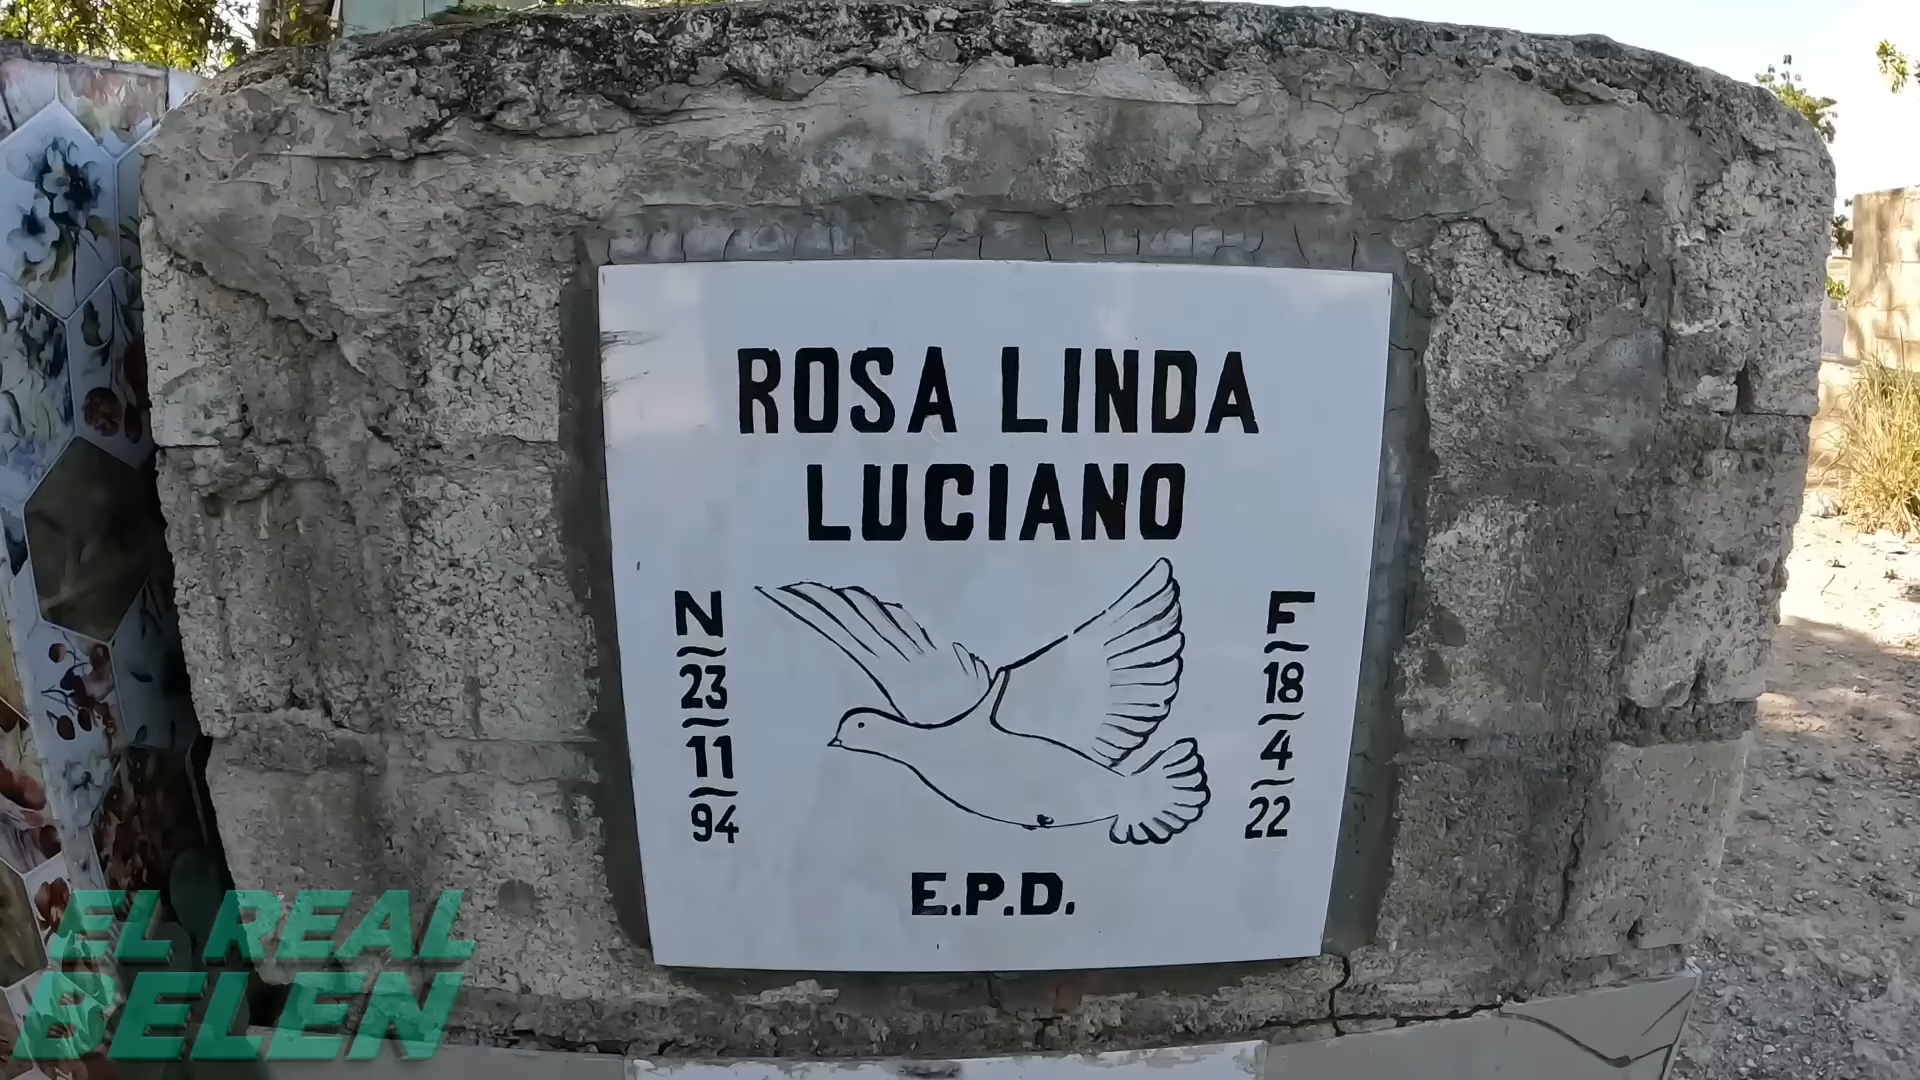 ROSA LINDA
LUCIANO
N
23
11
94
F
18
4
22
E.P.D.
EL REAL
BELEN